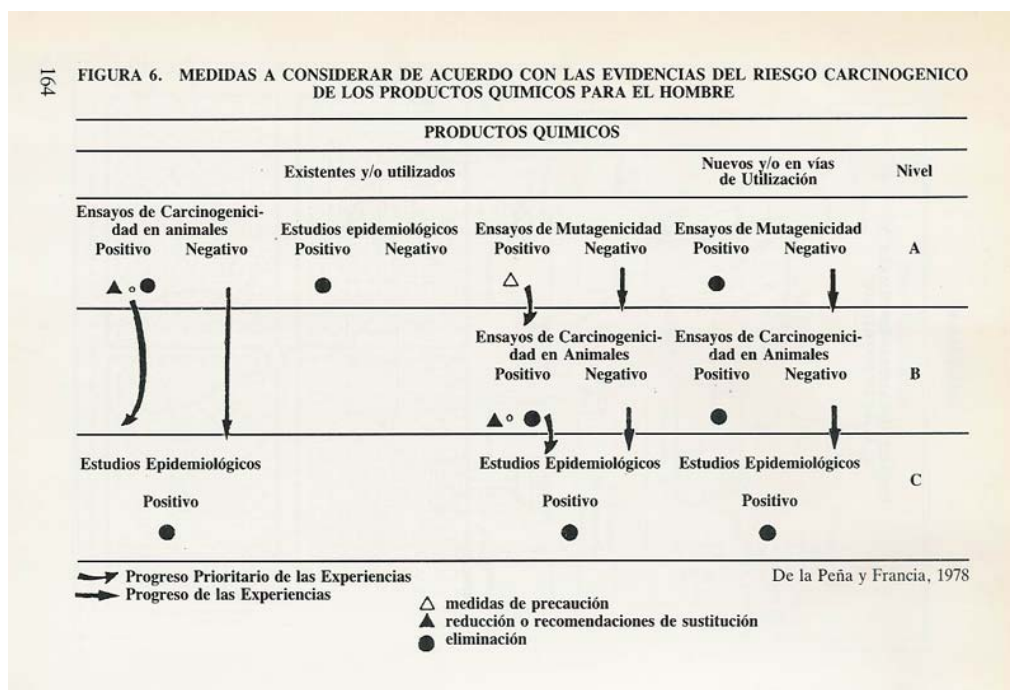 164
FIGURA 6. MEDIDAS A CONSIDERAR DE ACUERDO CON LAS EVIDENCIAS DEL RIESGO CARCINOGENICO
DE LOS PRODUCTOS QUIMICOS PARA EL HOMBRE
PRODUCTOS QUIMICOS
Existentes y/o utilizados
Nuevos y/o en vías
de Utilización
Nivel
Ensayos de Carcinogenici-
dad en animales
Positivo Negativo
Estudios epidemiológicos
Positivo Negativo
Ensayos de Mutagenicidad
Positivo Negativo
Ensayos de Mutagenicidad
Positivo Negativo
A
o
Ensayos de Carcinogenici-
dad en Animales
Positivo Negativo
Ensayos de Carcinogenici-
dad en Animales
Positivo Negativo
B
o
Estudios Epidemiológicos
Positivo
Estudios Epidemiológicos
Positivo
Estudios Epidemiológicos
Positivo
C
Progreso Prioritario de las Experiencias
Progreso de las Experiencias
De la Peña y Francia, 1978
medidas de precaución
reducción o recomendaciones de sustitución
eliminación